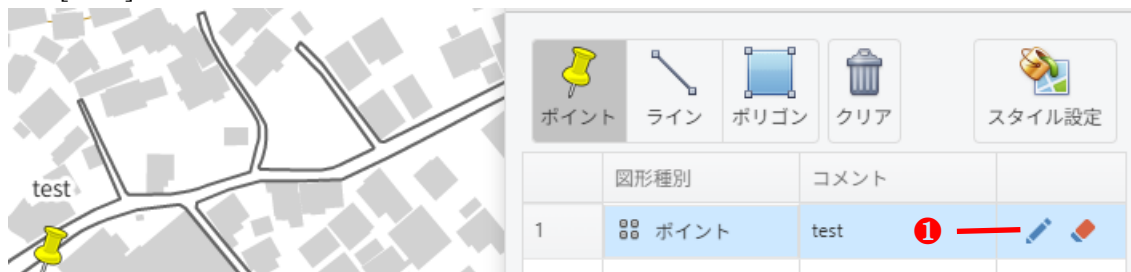 ポイント ライン ポリゴン クリア スタイル設定
図形種別 コメント
test
1 ポイント test ❶